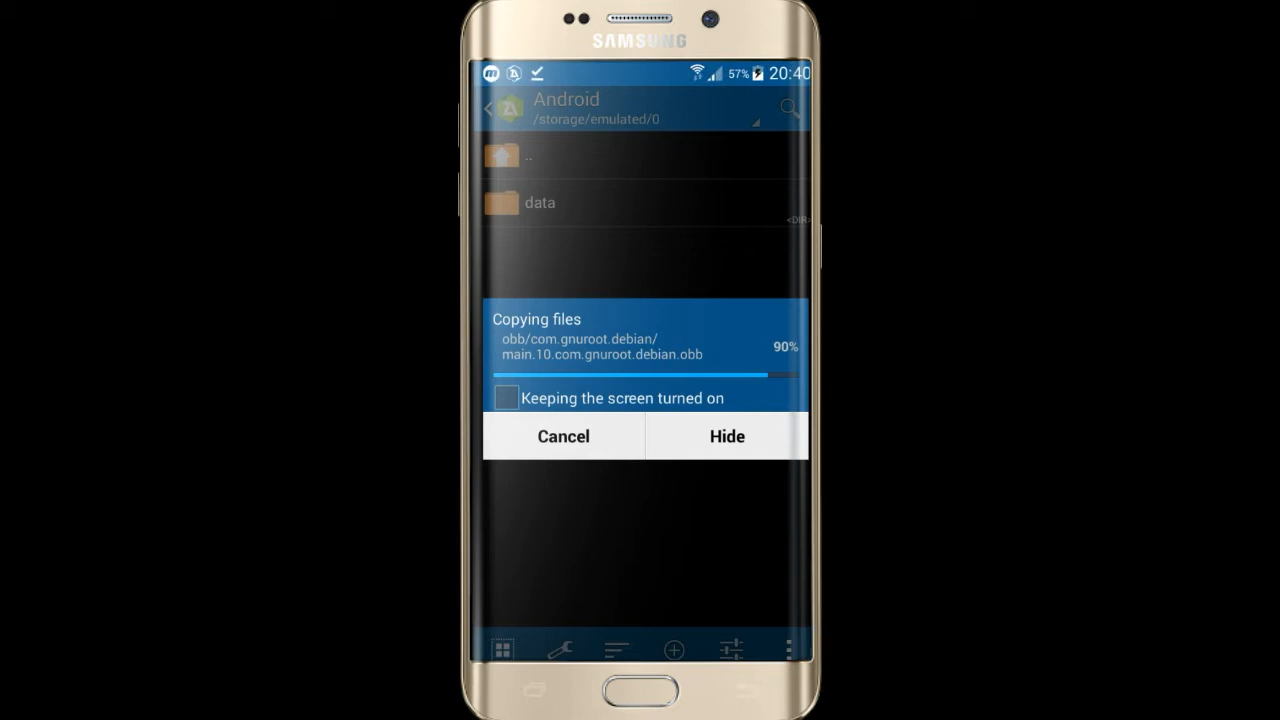 SAMSUNG
57% 20:40
Android
/storage/emulated/0
..
data
<DIR>
Copying files
obb/com.gnuroot.debian/
main.10.com.gnuroot.debian.obb
90%
Keeping the screen turned on
Cancel Hide